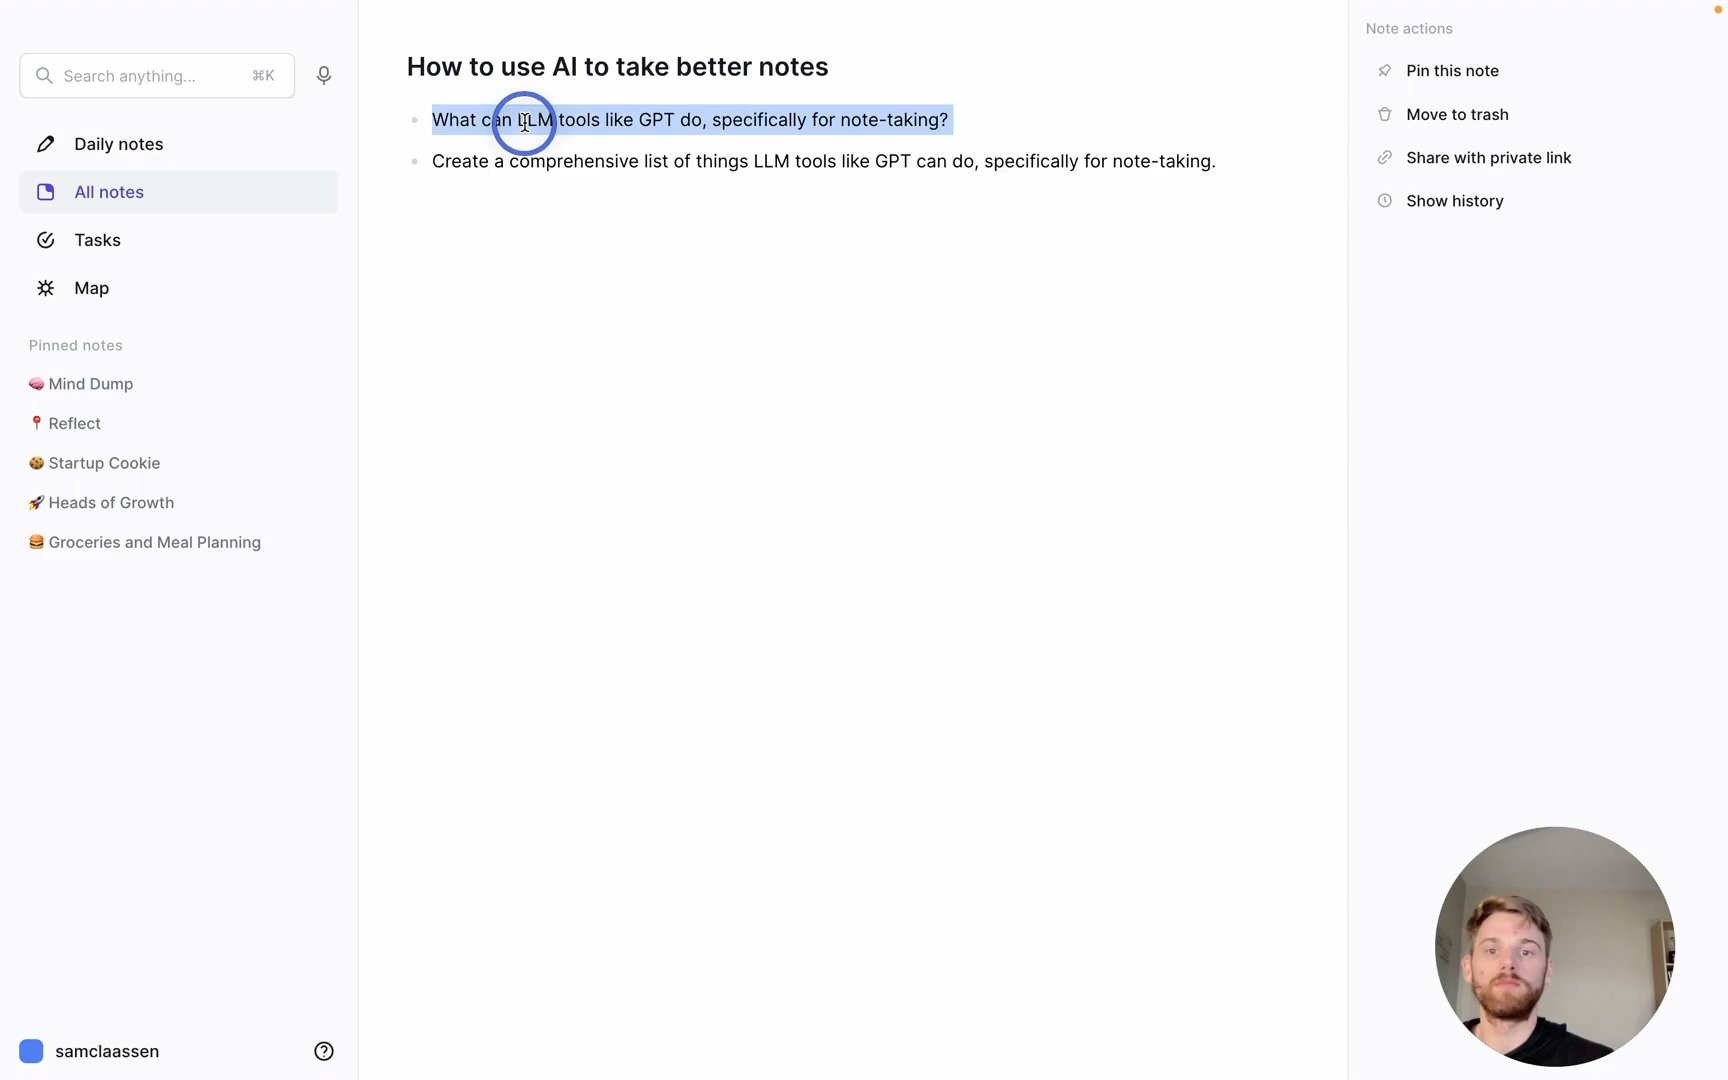 Search anything...
⌘K
Daily notes
All notes
Tasks
Map
Pinned notes
🧠 Mind Dump
📍 Reflect
🍪 Startup Cookie
🚀 Heads of Growth
🍔 Groceries and Meal Planning
samclaassen
How to use AI to take better notes
What can LLM tools like GPT do, specifically for note-taking?
Create a comprehensive list of things LLM tools like GPT can do, specifically for note-taking.
Note actions
Pin this note
Move to trash
Share with private link
Show history